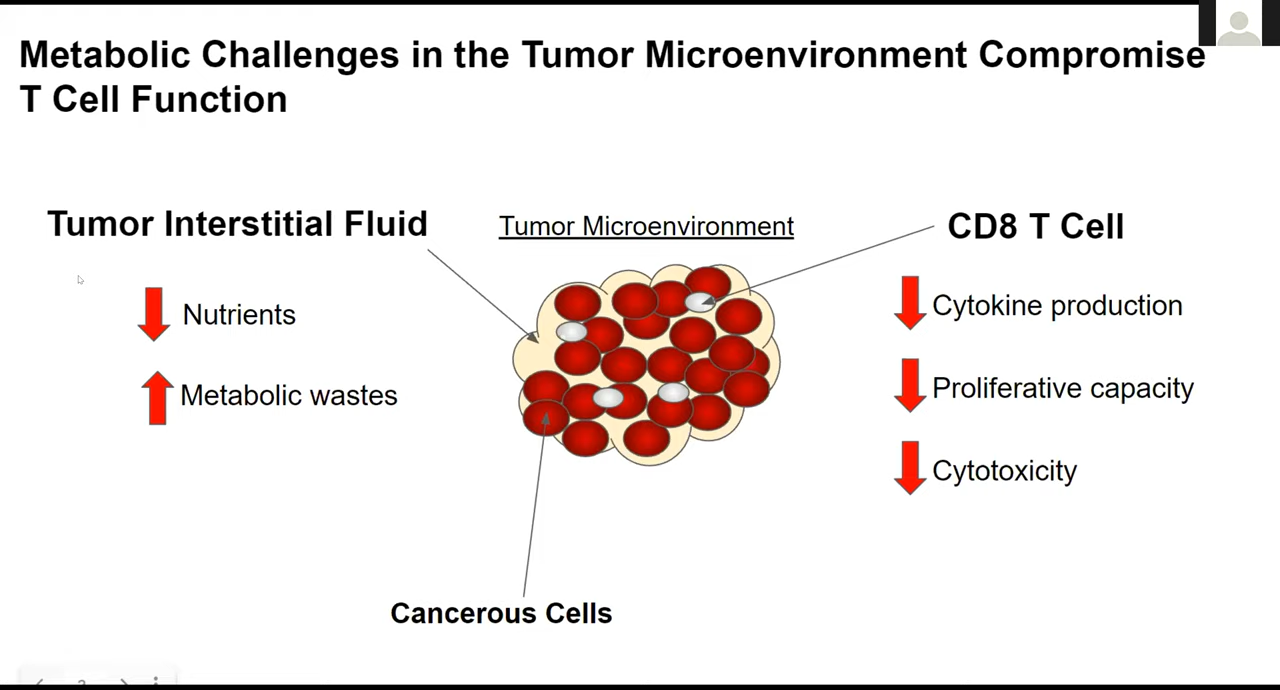 Metabolic Challenges in the Tumor Microenvironment Compromise
T Cell Function
Tumor Interstitial Fluid
Nutrients
Metabolic wastes
Tumor Microenvironment
Cancerous Cells
CD8 T Cell
Cytokine production
Proliferative capacity
Cytotoxicity